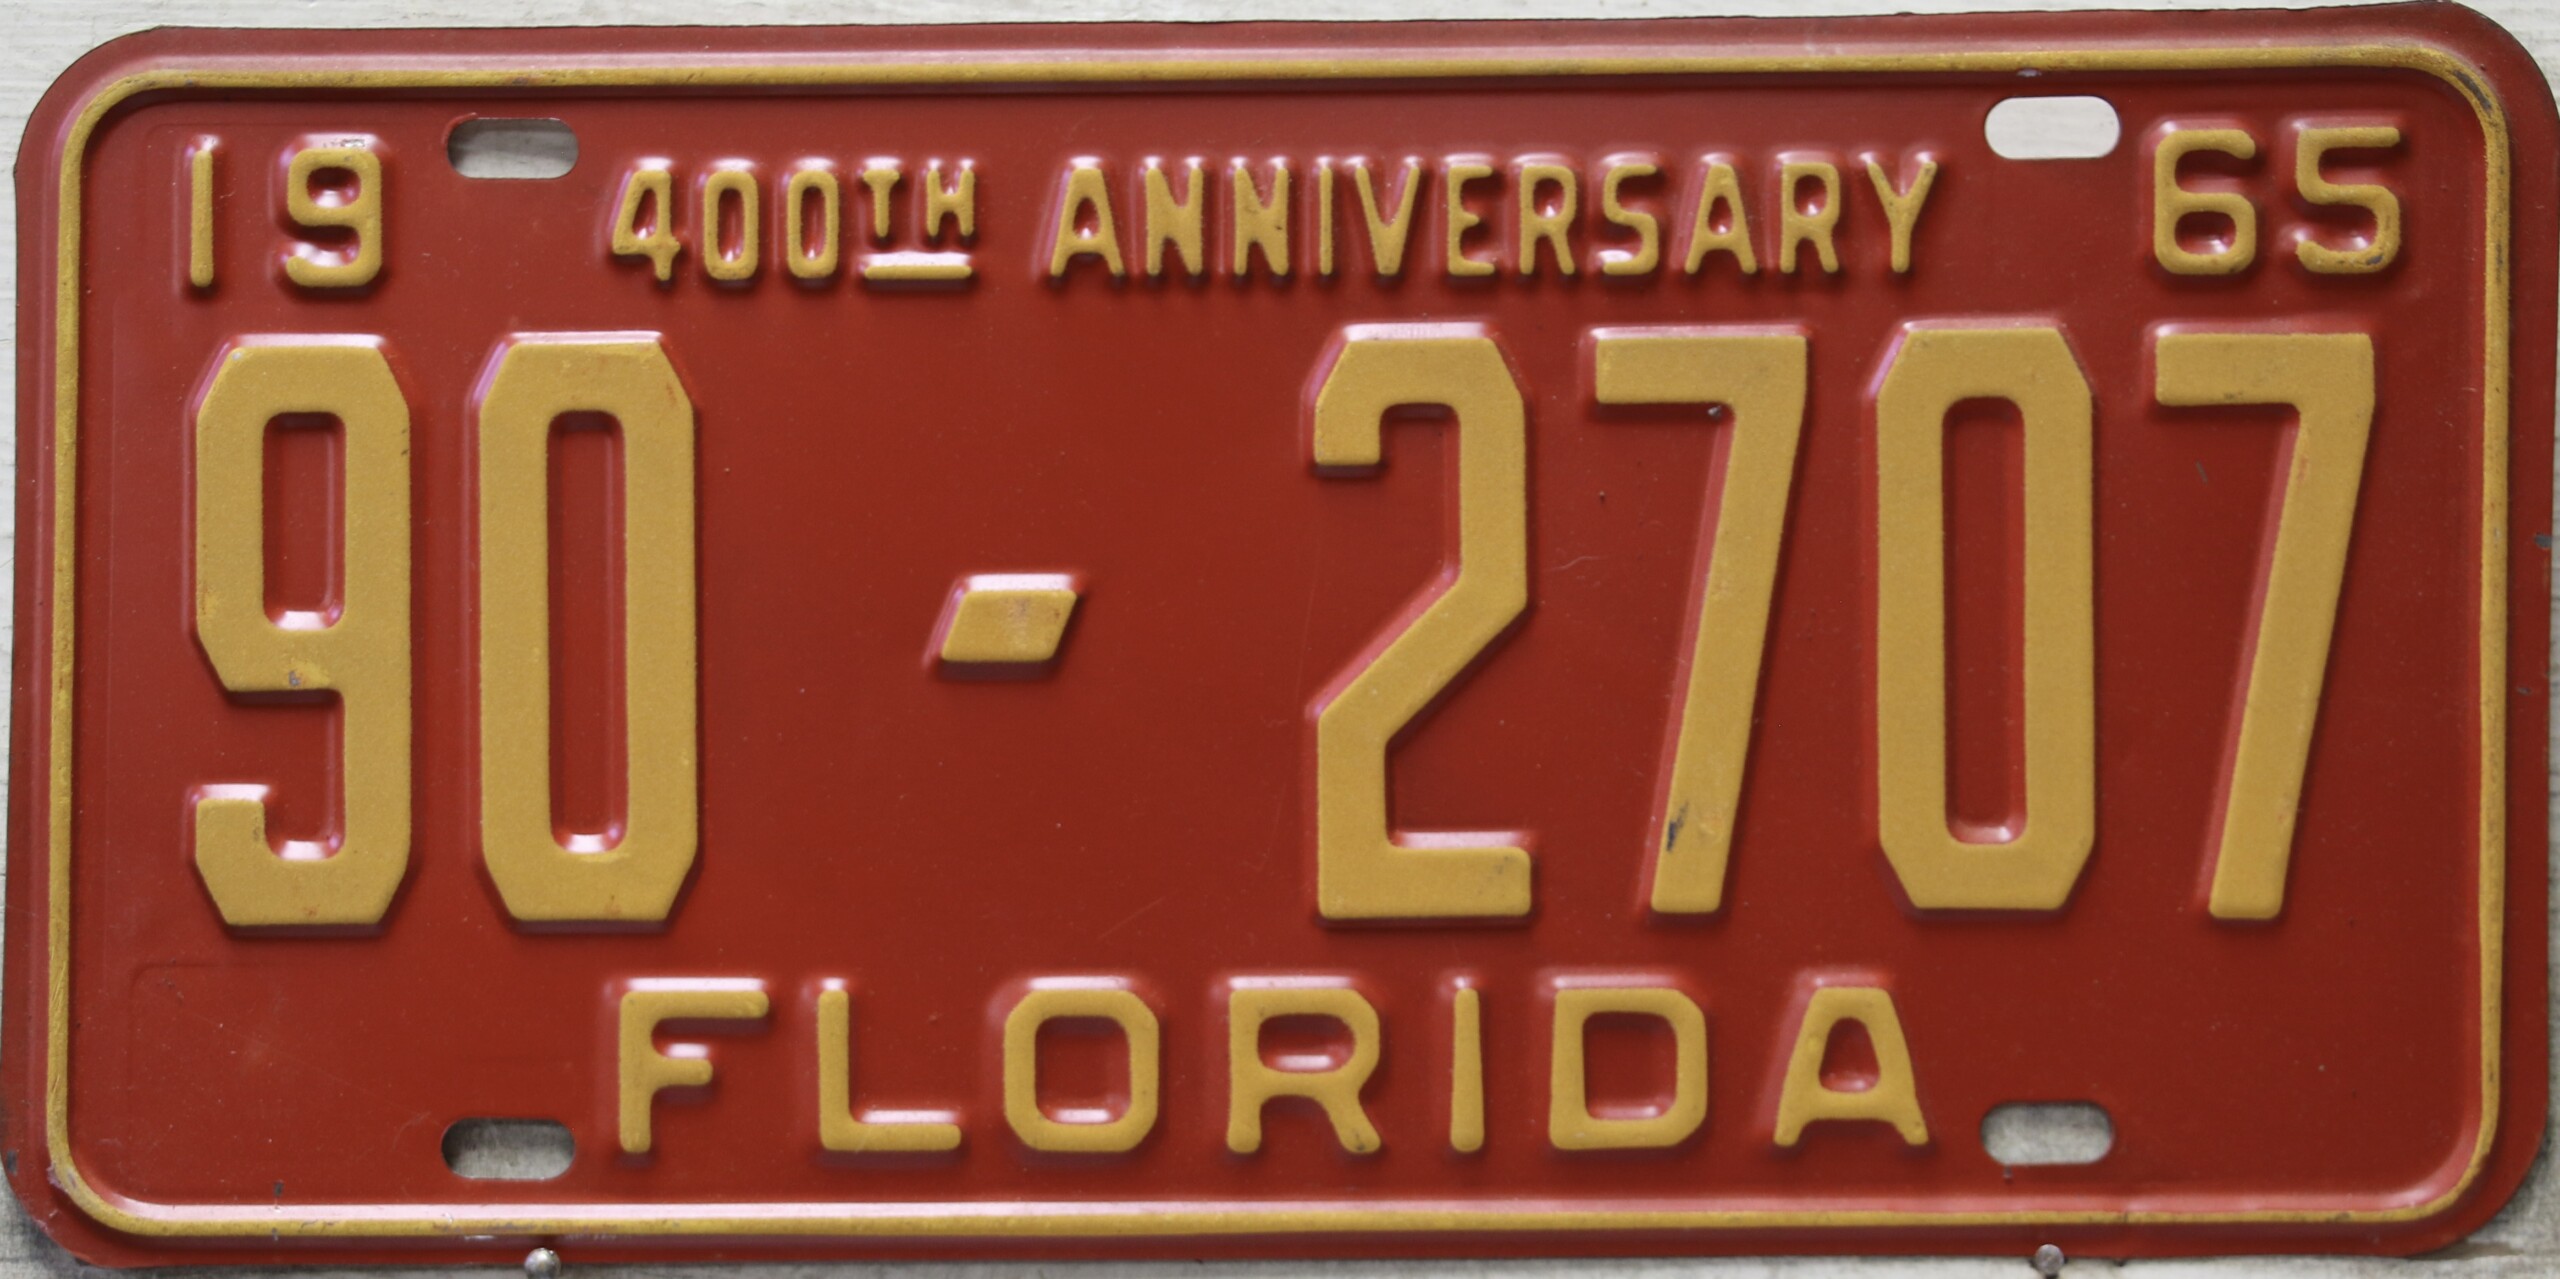 19 400TH ANNIVERSARY 65
90 - 2707
FLORIDA